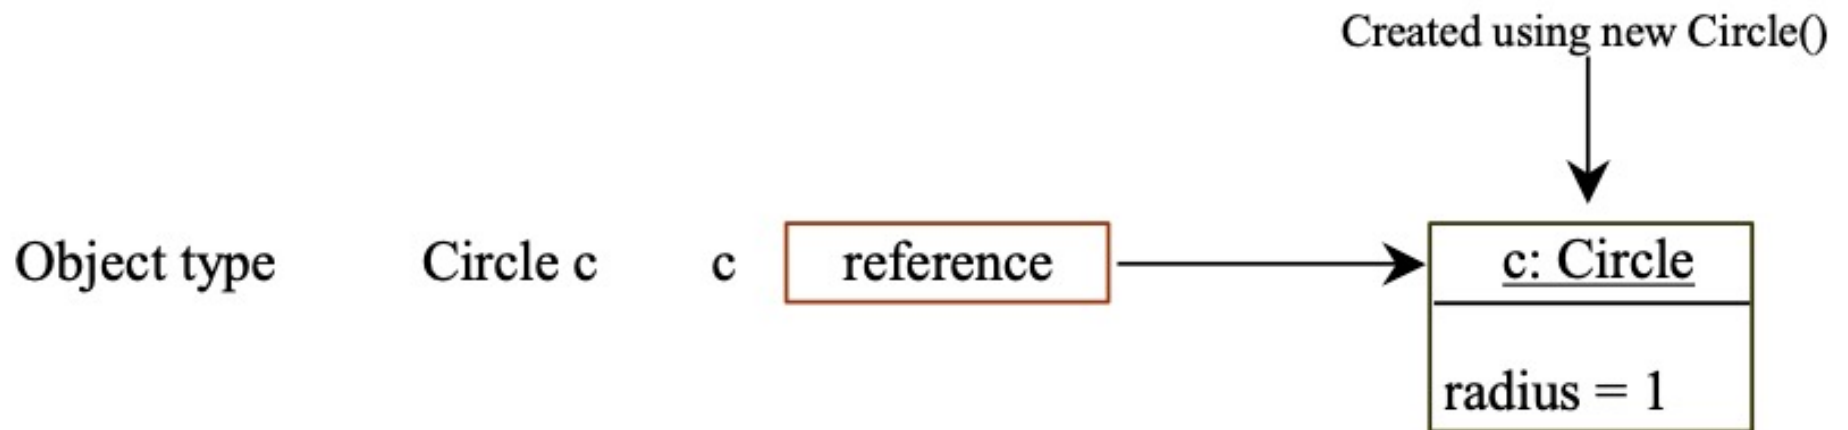 Created using new Circle()
Object type Circle c c reference c: Circle
radius = 1